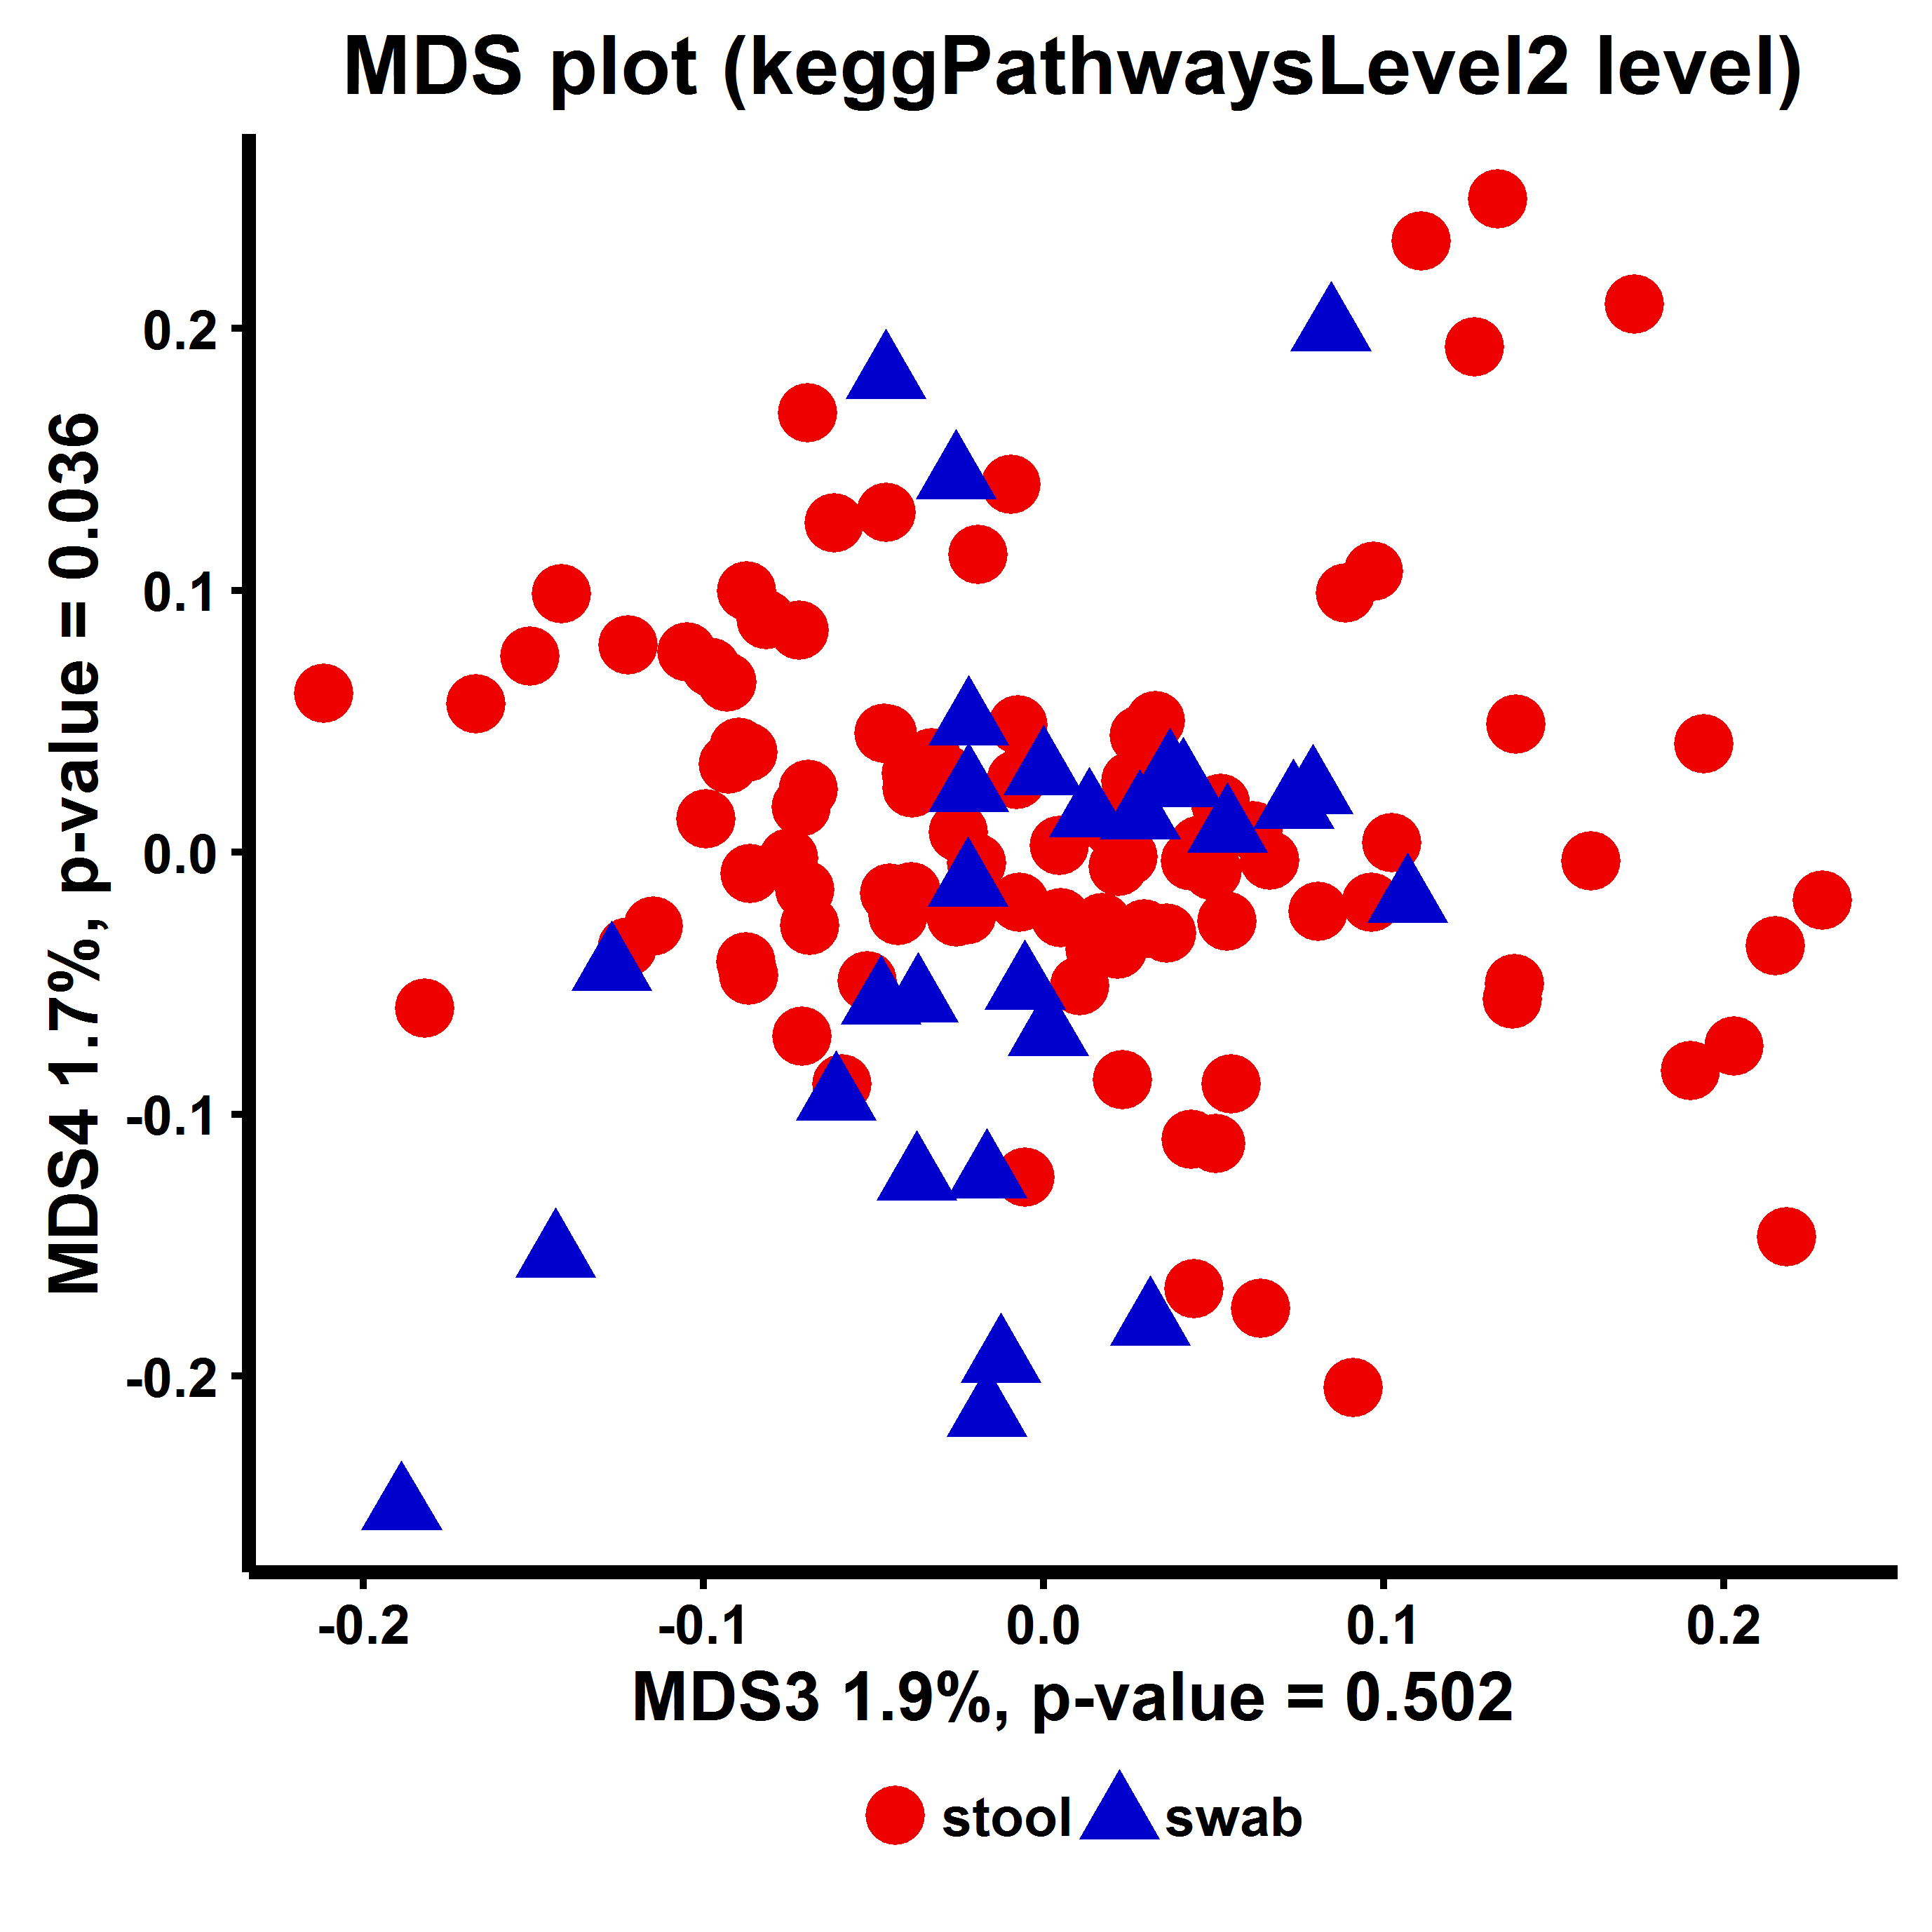 MDS plot (keggPathwaysLevel2 level)
MDS4 1.7%, p-value = 0.036
0.2
0.1
0.0
-0.1
-0.2
-0.2 -0.1 0.0 0.1 0.2
MDS3 1.9%, p-value = 0.502
stool swab